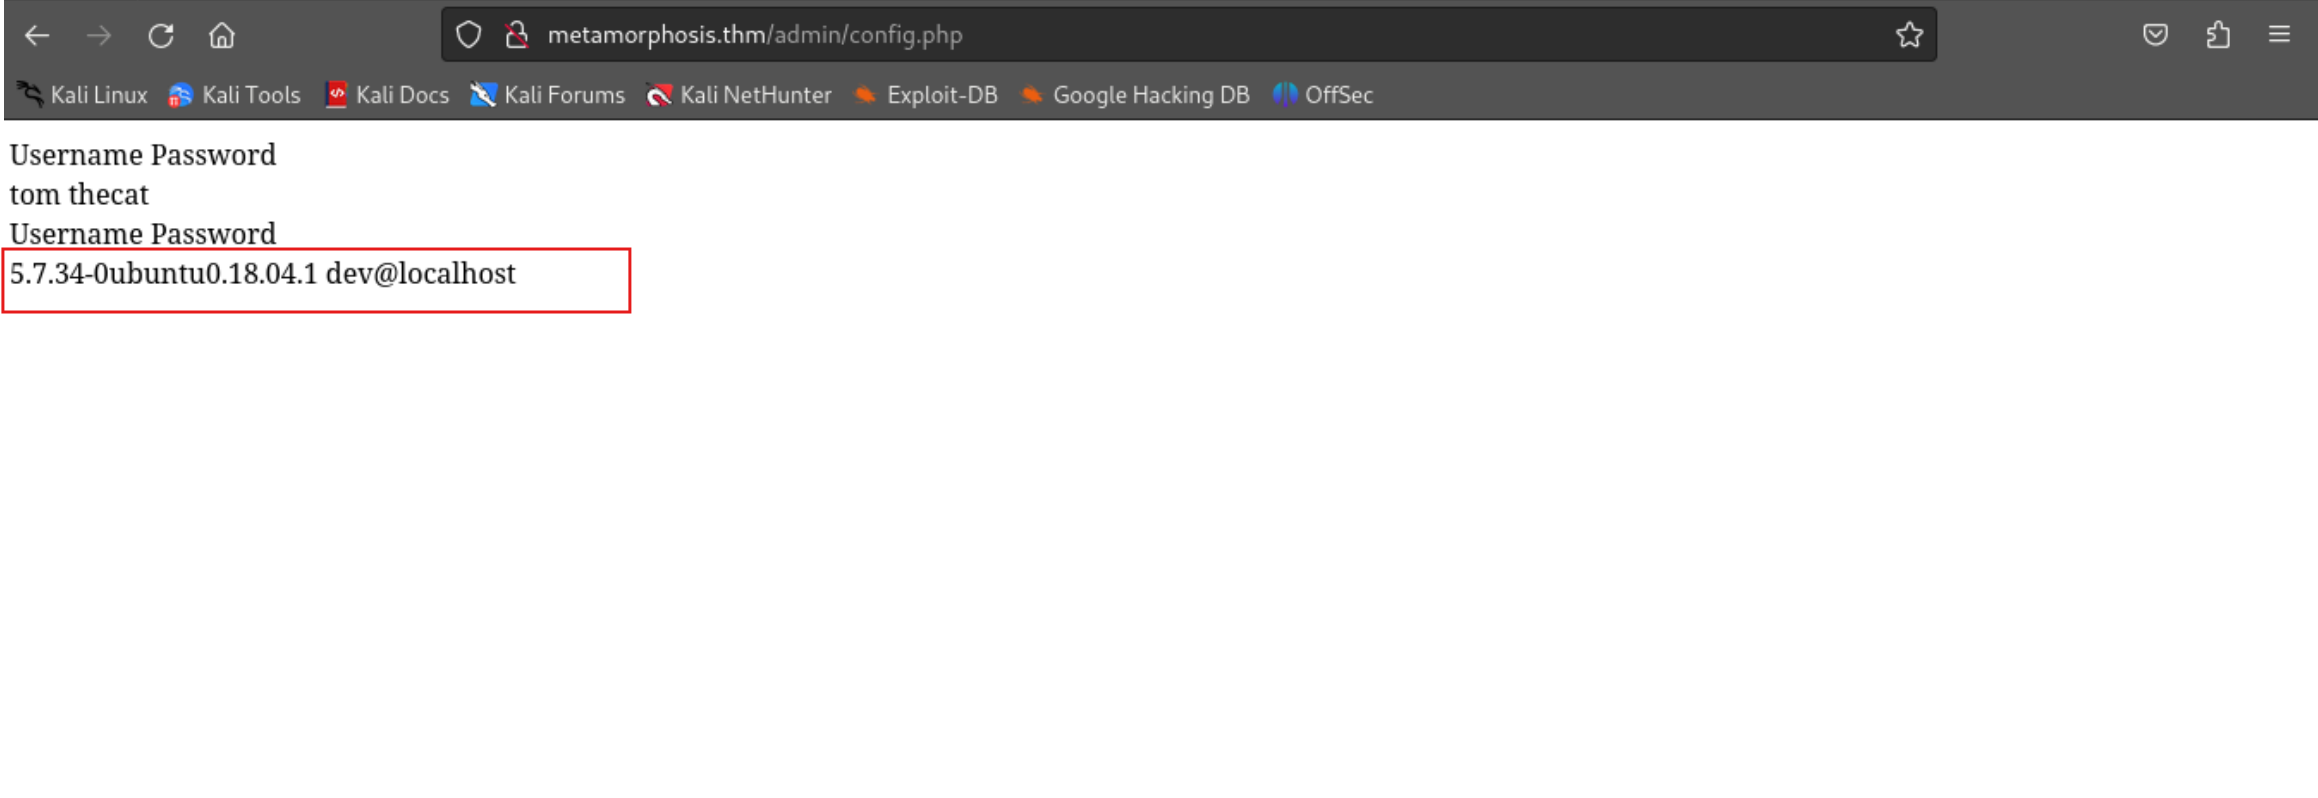 metamorphosis.thm/admin/config.php
Kali Linux Kali Tools Kali Docs Kali Forums Kali NetHunter Exploit-DB Google Hacking DB OffSec
Username Password
tom thecat
Username Password
5.7.34-0ubuntu0.18.04.1 dev@localhost